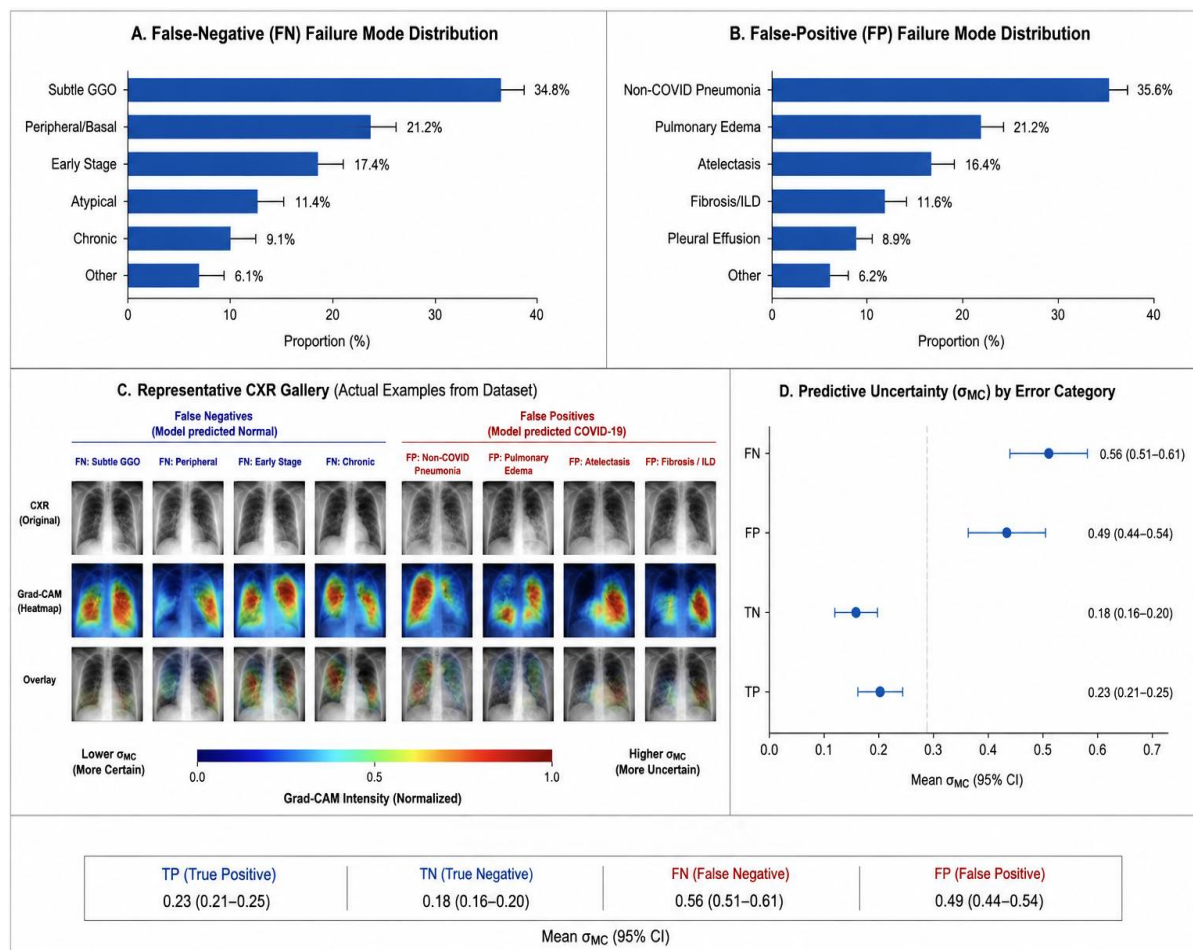 A. False-Negative (FN) Failure Mode Distribution
Subtle GGO
34.8%
Peripheral/Basal
21.2%
Early Stage
17.4%
Atypical
11.4%
Chronic
9.1%
Other
6.1%
0 10 20 30 40
Proportion (%)
B. False-Positive (FP) Failure Mode Distribution
Non-COVID Pneumonia
35.6%
Pulmonary Edema
21.2%
Atelectasis
16.4%
Fibrosis/ILD
11.6%
Pleural Effusion
8.9%
Other
6.2%
0 10 20 30 40
Proportion (%)
C. Representative CXR Gallery (Actual Examples from Dataset)
False Negatives
(Model predicted Normal)
False Positives
(Model predicted COVID-19)
FN: Subtle GGO
FN: Peripheral
FN: Early Stage
FN: Chronic
FP: Non-COVID
Pneumonia
FP: Pulmonary
Edema
FP: Atelectasis
FP: Fibrosis / ILD
CXR
(Original)
Grad-CAM
(Heatmap)
Overlay
Lower σMC
(More Certain)
0.0 0.5 1.0
Higher σMC
(More Uncertain)
Grad-CAM Intensity (Normalized)
D. Predictive Uncertainty (σMC) by Error Category
FN
0.56 (0.51–0.61)
FP
0.49 (0.44–0.54)
TN
0.18 (0.16–0.20)
TP
0.23 (0.21–0.25)
0.0 0.1 0.2 0.3 0.4 0.5 0.6 0.7
Mean σMC (95% CI)
TP (True Positive)
0.23 (0.21–0.25)
TN (True Negative)
0.18 (0.16–0.20)
FN (False Negative)
0.56 (0.51–0.61)
FP (False Positive)
0.49 (0.44–0.54)
Mean σMC (95% CI)